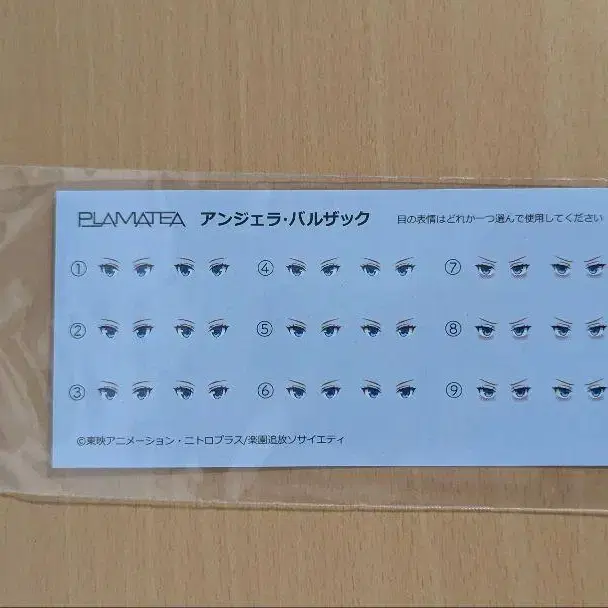 PLAMATEA アンジェラ・バルザック 目の表情はどれか一つ選んで使用してください
① ④ ⑦
② ⑤ ⑧
③ ⑥ ⑨
©東映アニメーション・ニトロプラス/楽園追放ソサイエティ